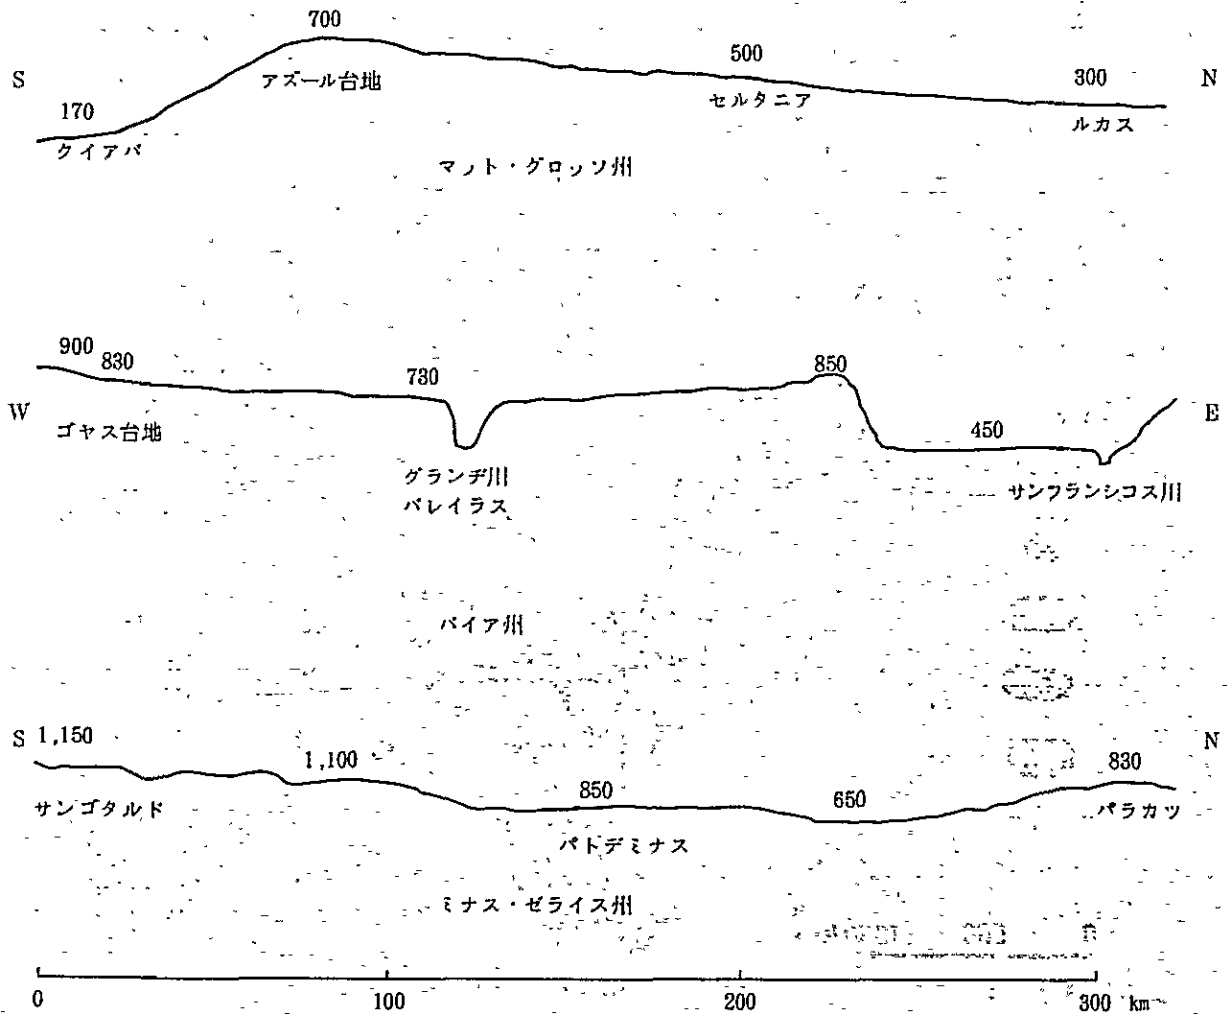 700
500
300
S
アズール台地
N
セルタニア
170
ルカス
クイアバ
マット・グロッソ州
900
830
730
850
W
E
ゴヤス台地
450
グランヂ川
バレイラス
サンフランシコス川
バイア州
S
1,150
N
1,100
830
850
650
サンゴタルド
パラカツ
パトデミナス
ミナス・ゼライス州
0
100
200
300 km